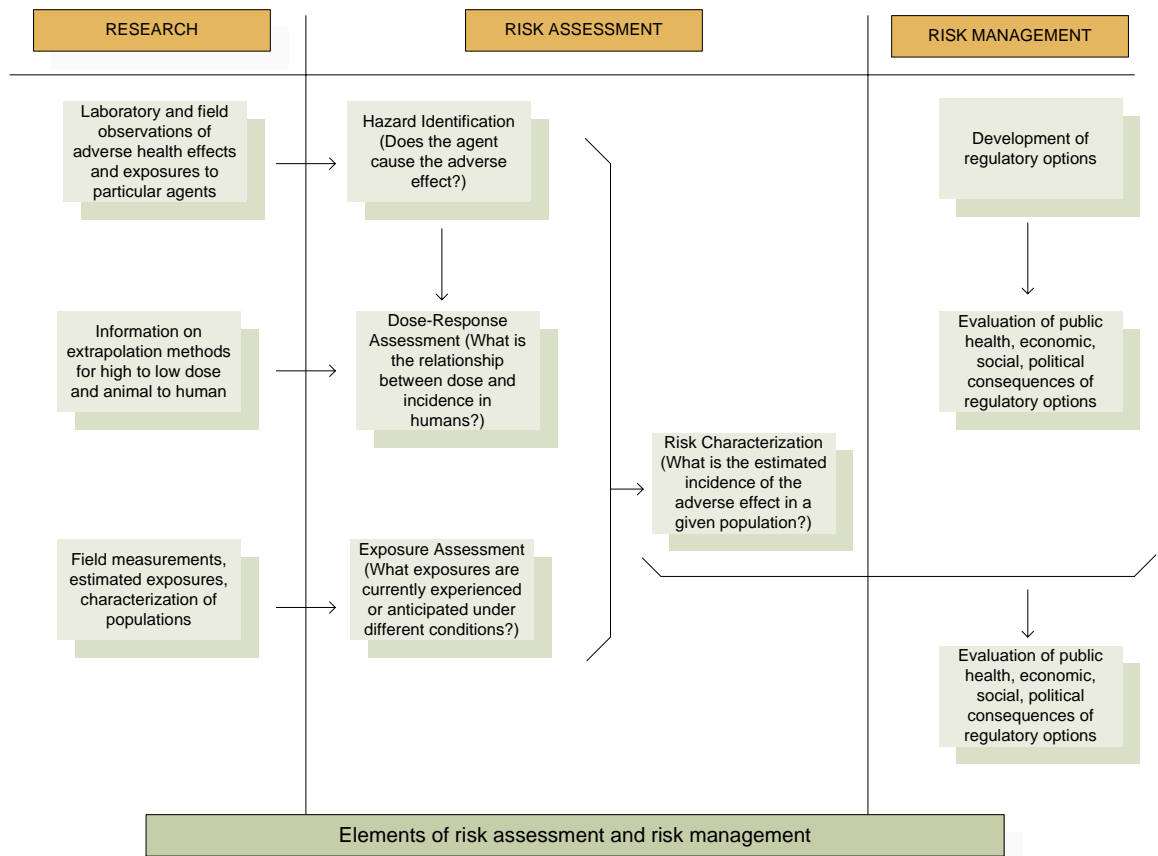 RESEARCH
RISK ASSESSMENT
RISK MANAGEMENT
Laboratory and field
observations of
adverse health effects
and exposures to
particular agents
Hazard Identification
(Does the agent
cause the adverse
effect?)
Development of
regulatory options
Information on
extrapolation methods
for high to low dose
and animal to human
Dose-Response
Assessment (What is
the relationship
between dose and
incidence in
humans?)
Evaluation of public
health, economic,
social, political
consequences of
regulatory options
Risk Characterization
(What is the estimated
incidence of the
adverse effect in a
given population?)
Field measurements,
estimated exposures,
characterization of
populations
Exposure Assessment
(What exposures are
currently experienced
or anticipated under
different conditions?)
Evaluation of public
health, economic,
social, political
consequences of
regulatory options
Elements of risk assessment and risk management